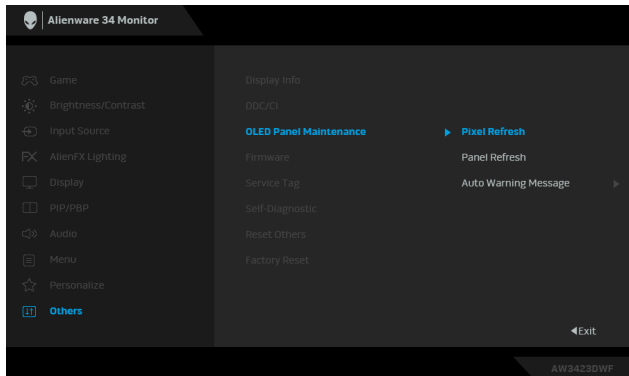 Alienware 34 Monitor
Game
Brightness/Contrast
Input Source
AlienFX Lighting
Display
PIP/PBP
Audio
Menu
Personalize
Others
Display Info
DDC/CI
OLED Panel Maintenance
Firmware
Service Tag
Self-Diagnostic
Reset Others
Factory Reset
Pixel Refresh
Panel Refresh
Auto Warning Message
Exit
AW3423DWF